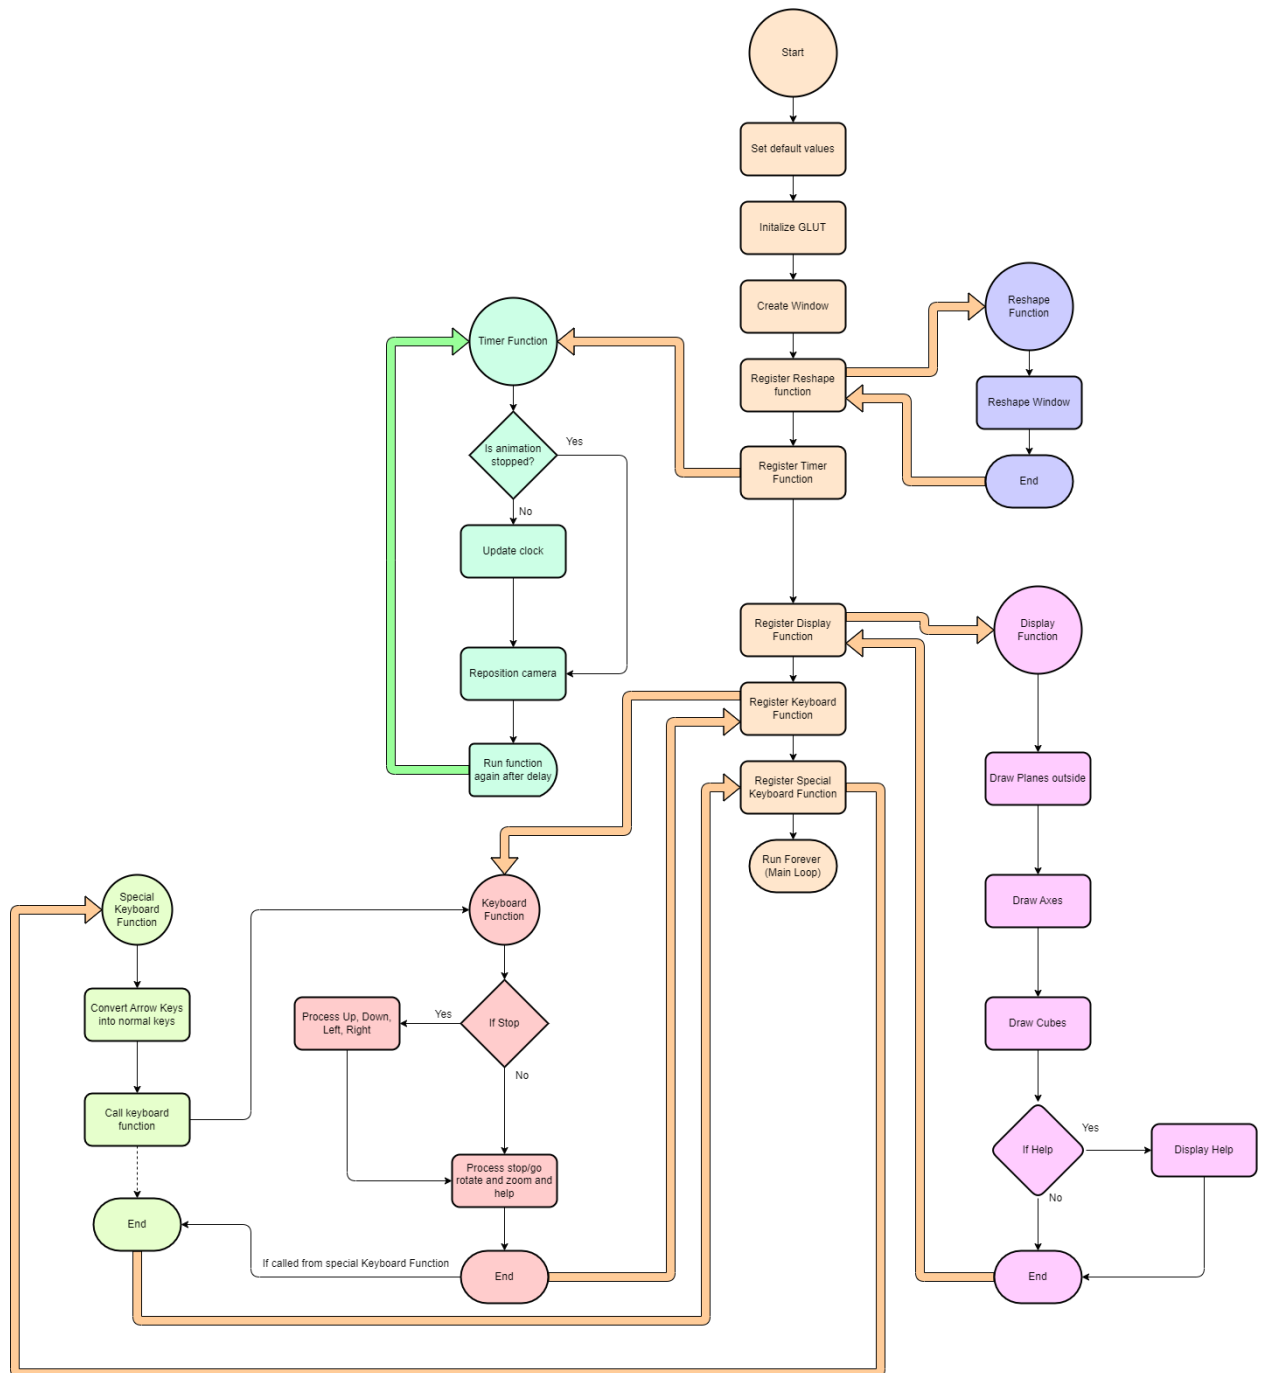 Start
Set default values
Initalize GLUT
Create Window
Register Reshape
function
Register Timer
Function
Register Display
Function
Register Keyboard
Function
Register Special
Keyboard Function
Run Forever
(Main Loop)
Reshape
Function
Reshape Window
End
Timer Function
Is animation
stopped?
Yes
No
Update clock
Reposition camera
Run function
again after delay
Display
Function
Draw Planes outside
Draw Axes
Draw Cubes
If Help
Yes
No
Display Help
End
Keyboard
Function
If Stop
Yes
No
Process Up, Down,
Left, Right
Process stop/go
rotate and zoom and
help
End
If called from special Keyboard Function
Special
Keyboard
Function
Convert Arrow Keys
into normal keys
Call keyboard
function
End